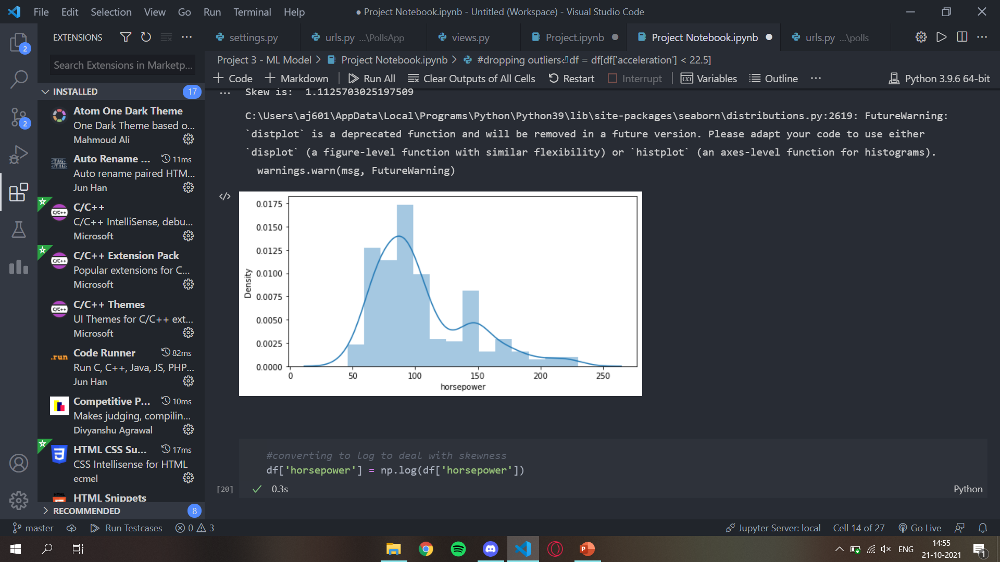 File Edit Selection View Go Run Terminal Help
● Project Notebook.ipynb - Untitled (Workspace) - Visual Studio Code
EXTENSIONS
settings.py
urls.py ...\PollsApp
views.py
Project.ipynb
Project Notebook.ipynb
urls.py ...\polls
Search Extensions in Marketp...
Project 3 - ML Model > Project Notebook.ipynb > #dropping outliers⏎df = df[df['acceleration'] < 22.5]
+ Code + Markdown Run All Clear Outputs of All Cells Restart Interrupt Variables Outline ...
Python 3.9.6 64-bit
INSTALLED 17
Atom One Dark Theme
One Dark Theme based o...
Mahmoud Ali
Auto Rename ... 11ms
Auto rename paired HTM...
Jun Han
C/C++
C/C++ IntelliSense, debu...
Microsoft
C/C++ Extension Pack
Popular extensions for C...
Microsoft
C/C++ Themes
UI Themes for C/C++ ext...
Microsoft
Code Runner 82ms
Run C, C++, Java, JS, PHP...
Jun Han
Competitive P... 10ms
Makes judging, compilin...
Divyanshu Agrawal
HTML CSS Su... 17ms
CSS Intellisense for HTML
ecmel
HTML Snippets
RECOMMENDED 8
Skew is:  1.1125703025197509
C:\Users\aj601\AppData\Local\Programs\Python\Python39\lib\site-packages\seaborn\distributions.py:2619: FutureWarning:
`distplot` is a deprecated function and will be removed in a future version. Please adapt your code to use either
`displot` (a figure-level function with similar flexibility) or `histplot` (an axes-level function for histograms).
  warnings.warn(msg, FutureWarning)
0.0175
0.0150
0.0125
0.0100
0.0075
0.0050
0.0025
0.0000
Density
0 50 100 150 200 250
horsepower
#converting to log to deal with skewness
df['horsepower'] = np.log(df['horsepower'])
[20] ✓ 0.3s
Python
master Run Testcases 0 3
Jupyter Server: local Cell 14 of 27 Go Live
ENG
14:55
21-10-2021
1